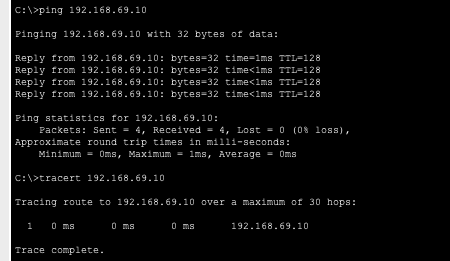 C:\>ping 192.168.69.10
Pinging 192.168.69.10 with 32 bytes of data:
Reply from 192.168.69.10: bytes=32 time=1ms TTL=128
Reply from 192.168.69.10: bytes=32 time<1ms TTL=128
Reply from 192.168.69.10: bytes=32 time<1ms TTL=128
Reply from 192.168.69.10: bytes=32 time<1ms TTL=128
Ping statistics for 192.168.69.10:
    Packets: Sent = 4, Received = 4, Lost = 0 (0% loss),
Approximate round trip times in milli-seconds:
    Minimum = 0ms, Maximum = 1ms, Average = 0ms
C:\>tracert 192.168.69.10
Tracing route to 192.168.69.10 over a maximum of 30 hops:
  1   0 ms      0 ms      0 ms      192.168.69.10
Trace complete.